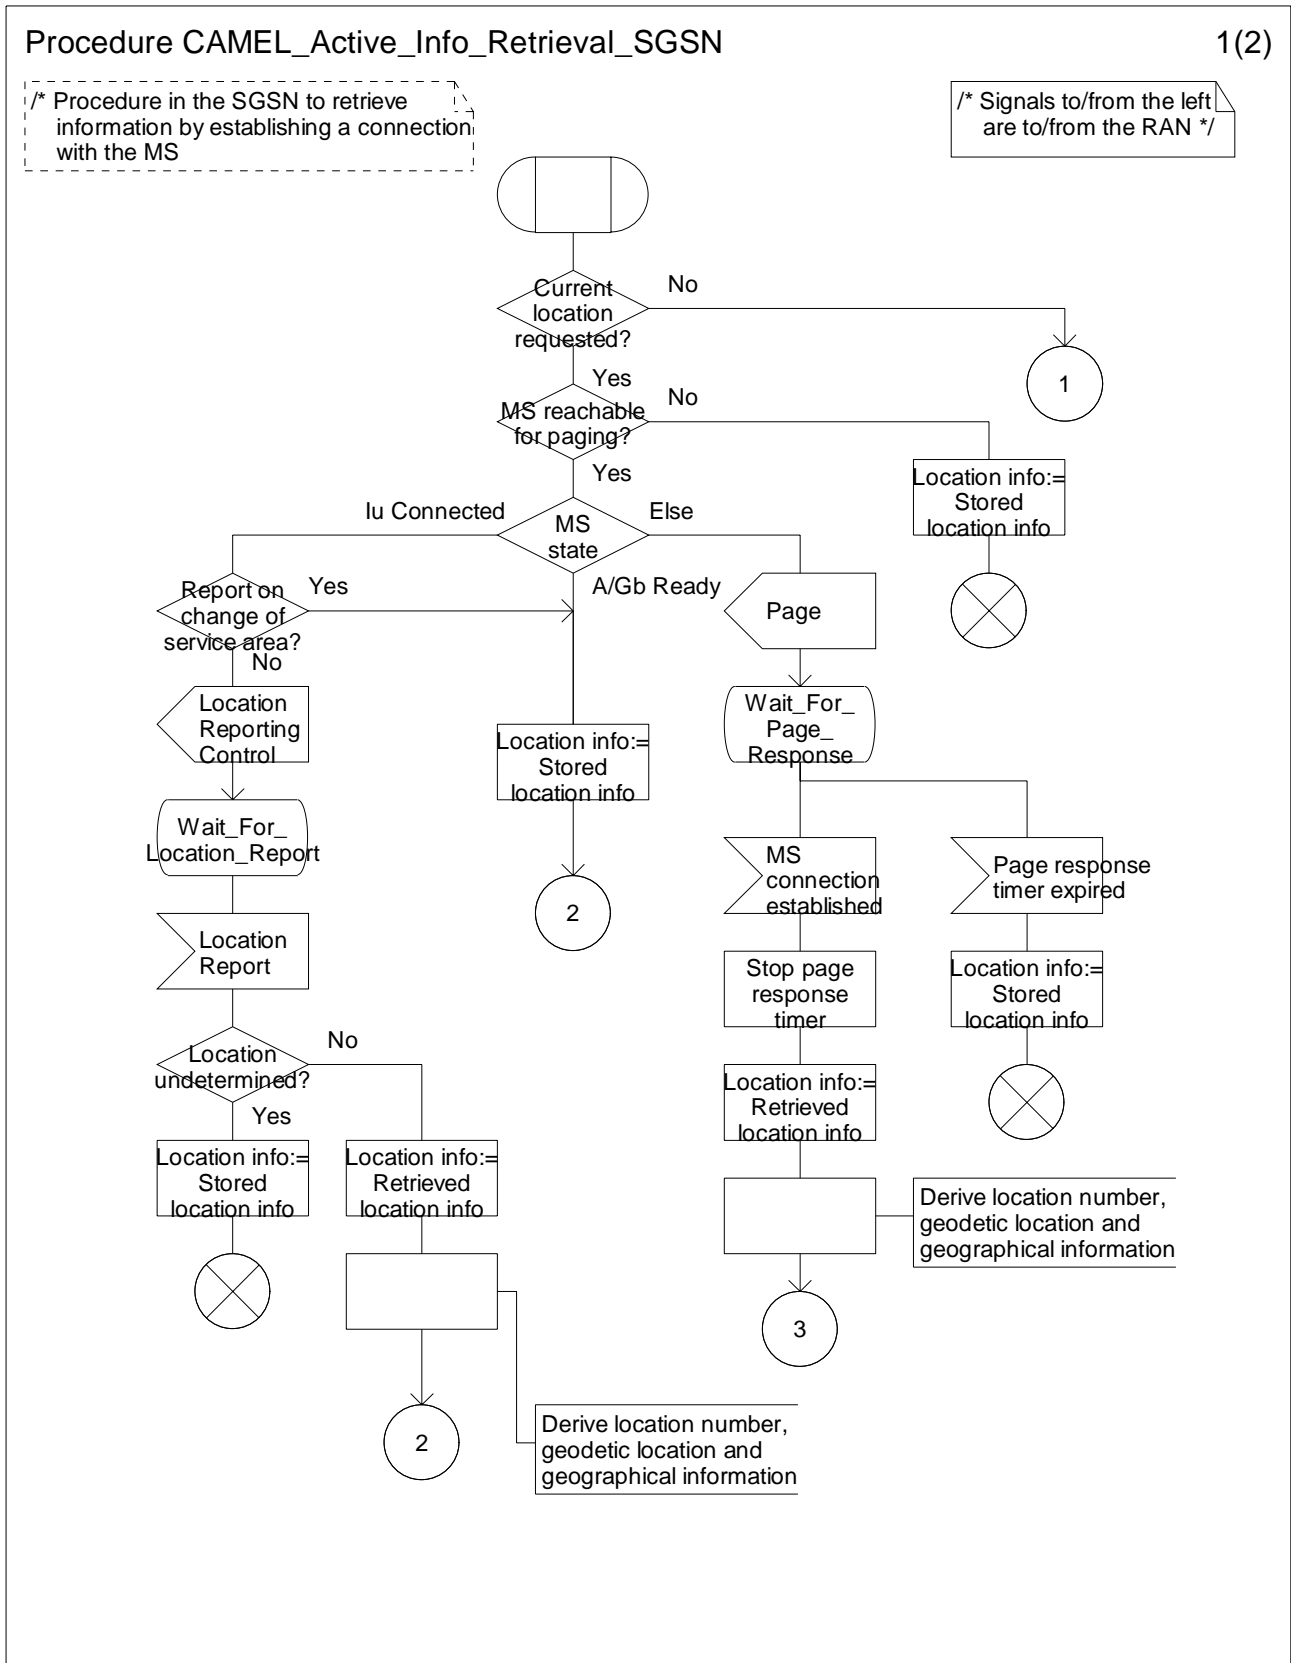 Procedure CAMEL_Active_Info_Retrieval_SGSN
1(2)
/* Procedure in the SGSN to retrieve
information by establishing a connection
with the MS
/* Signals to/from the left
are to/from the RAN */
Current
location
requested?
No
1
Yes
MS reachable
for paging?
No
Yes
Location info:=
Stored
location info
Iu Connected
MS
state
Else
A/Gb Ready
Report on
change of
service area?
Yes
No
Page
Location
Reporting
Control
Location info:=
Stored
location info
Wait_For_
Page_
Response
Wait_For_
Location_Report
2
MS
connection
established
Page response
timer expired
Location
Report
Stop page
response
timer
Location info:=
Stored
location info
Location
undetermined?
No
Yes
Location info:=
Retrieved
location info
Location info:=
Stored
location info
Location info:=
Retrieved
location info
Derive location number,
geodetic location and
geographical information
3
2
Derive location number,
geodetic location and
geographical information